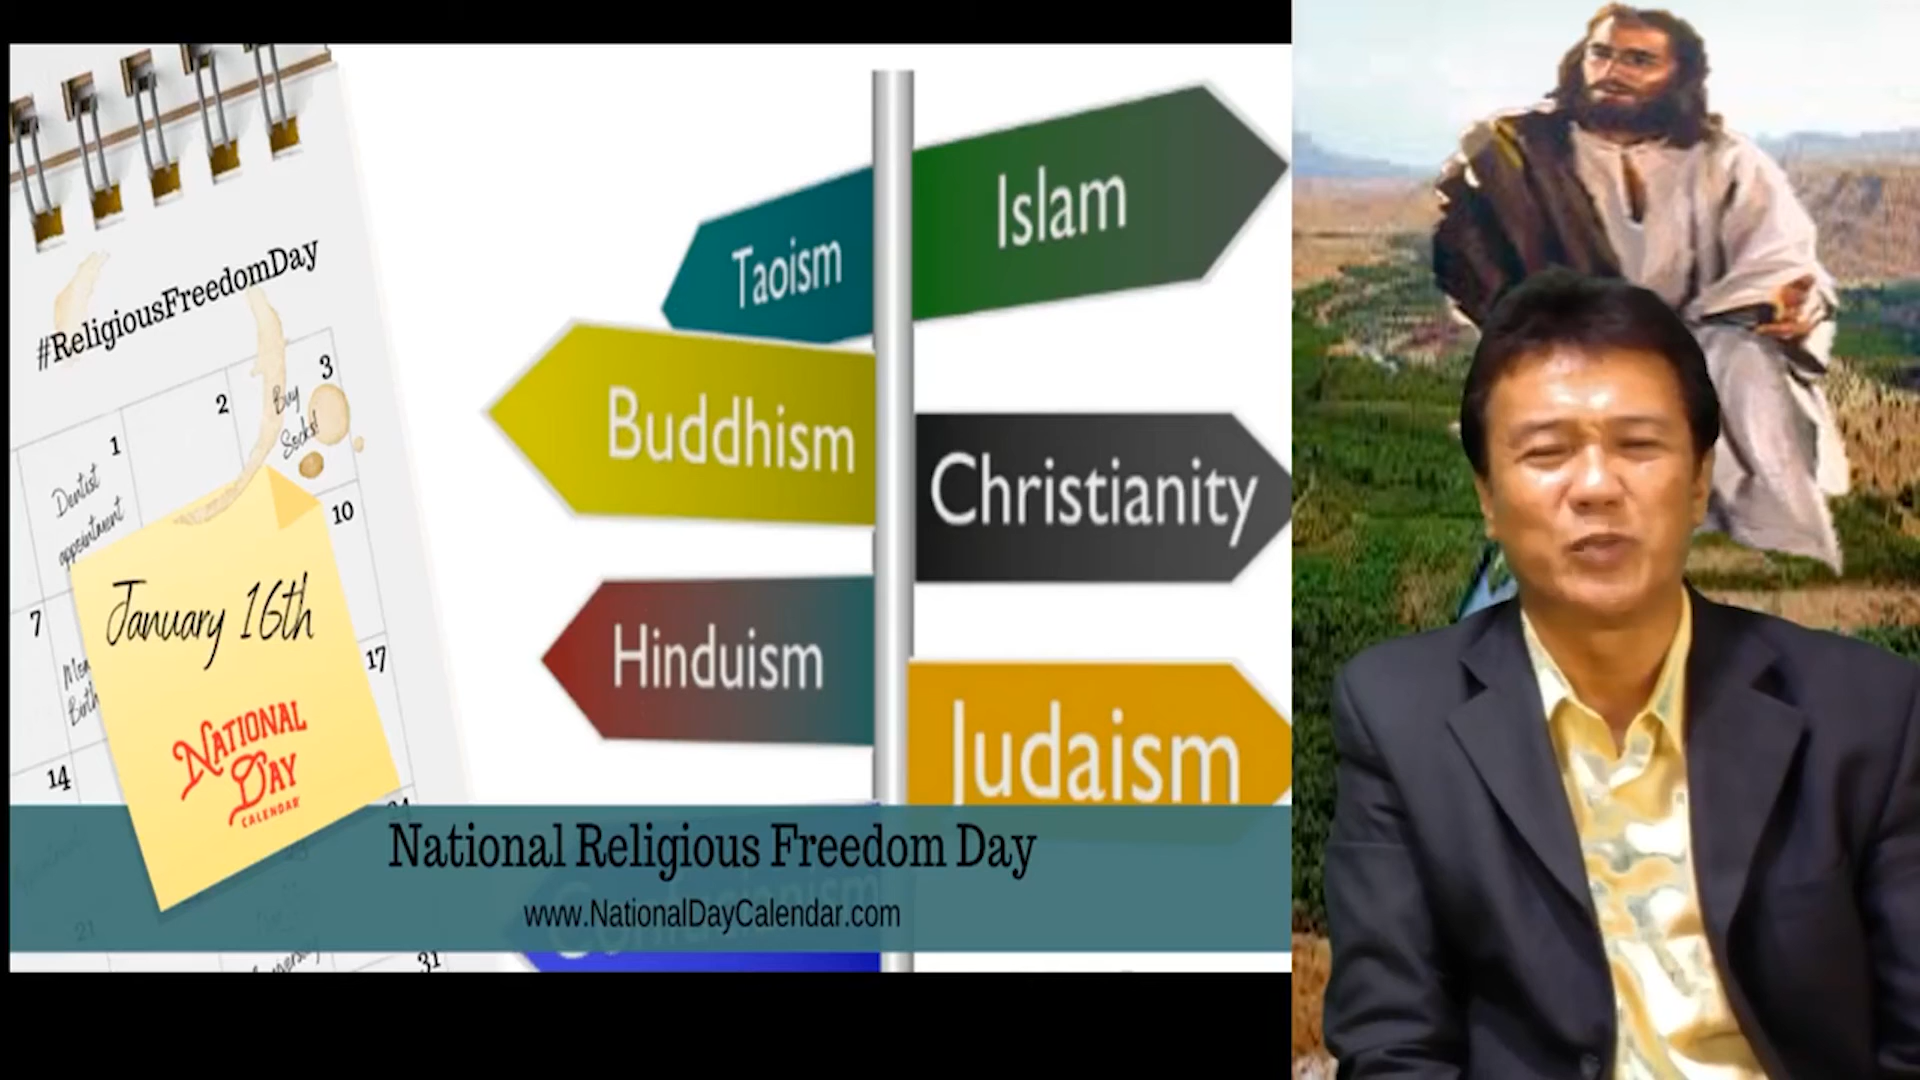 #ReligiousFreedomDay
1
2
3
Buy
Socks!
Dentist
appointment
10
7
17
14
21
31
January 16th
NATIONAL
DAY
CALENDAR
Taoism
Islam
Buddhism
Christianity
Hinduism
Judaism
Confucianism
National Religious Freedom Day
www.NationalDayCalendar.com